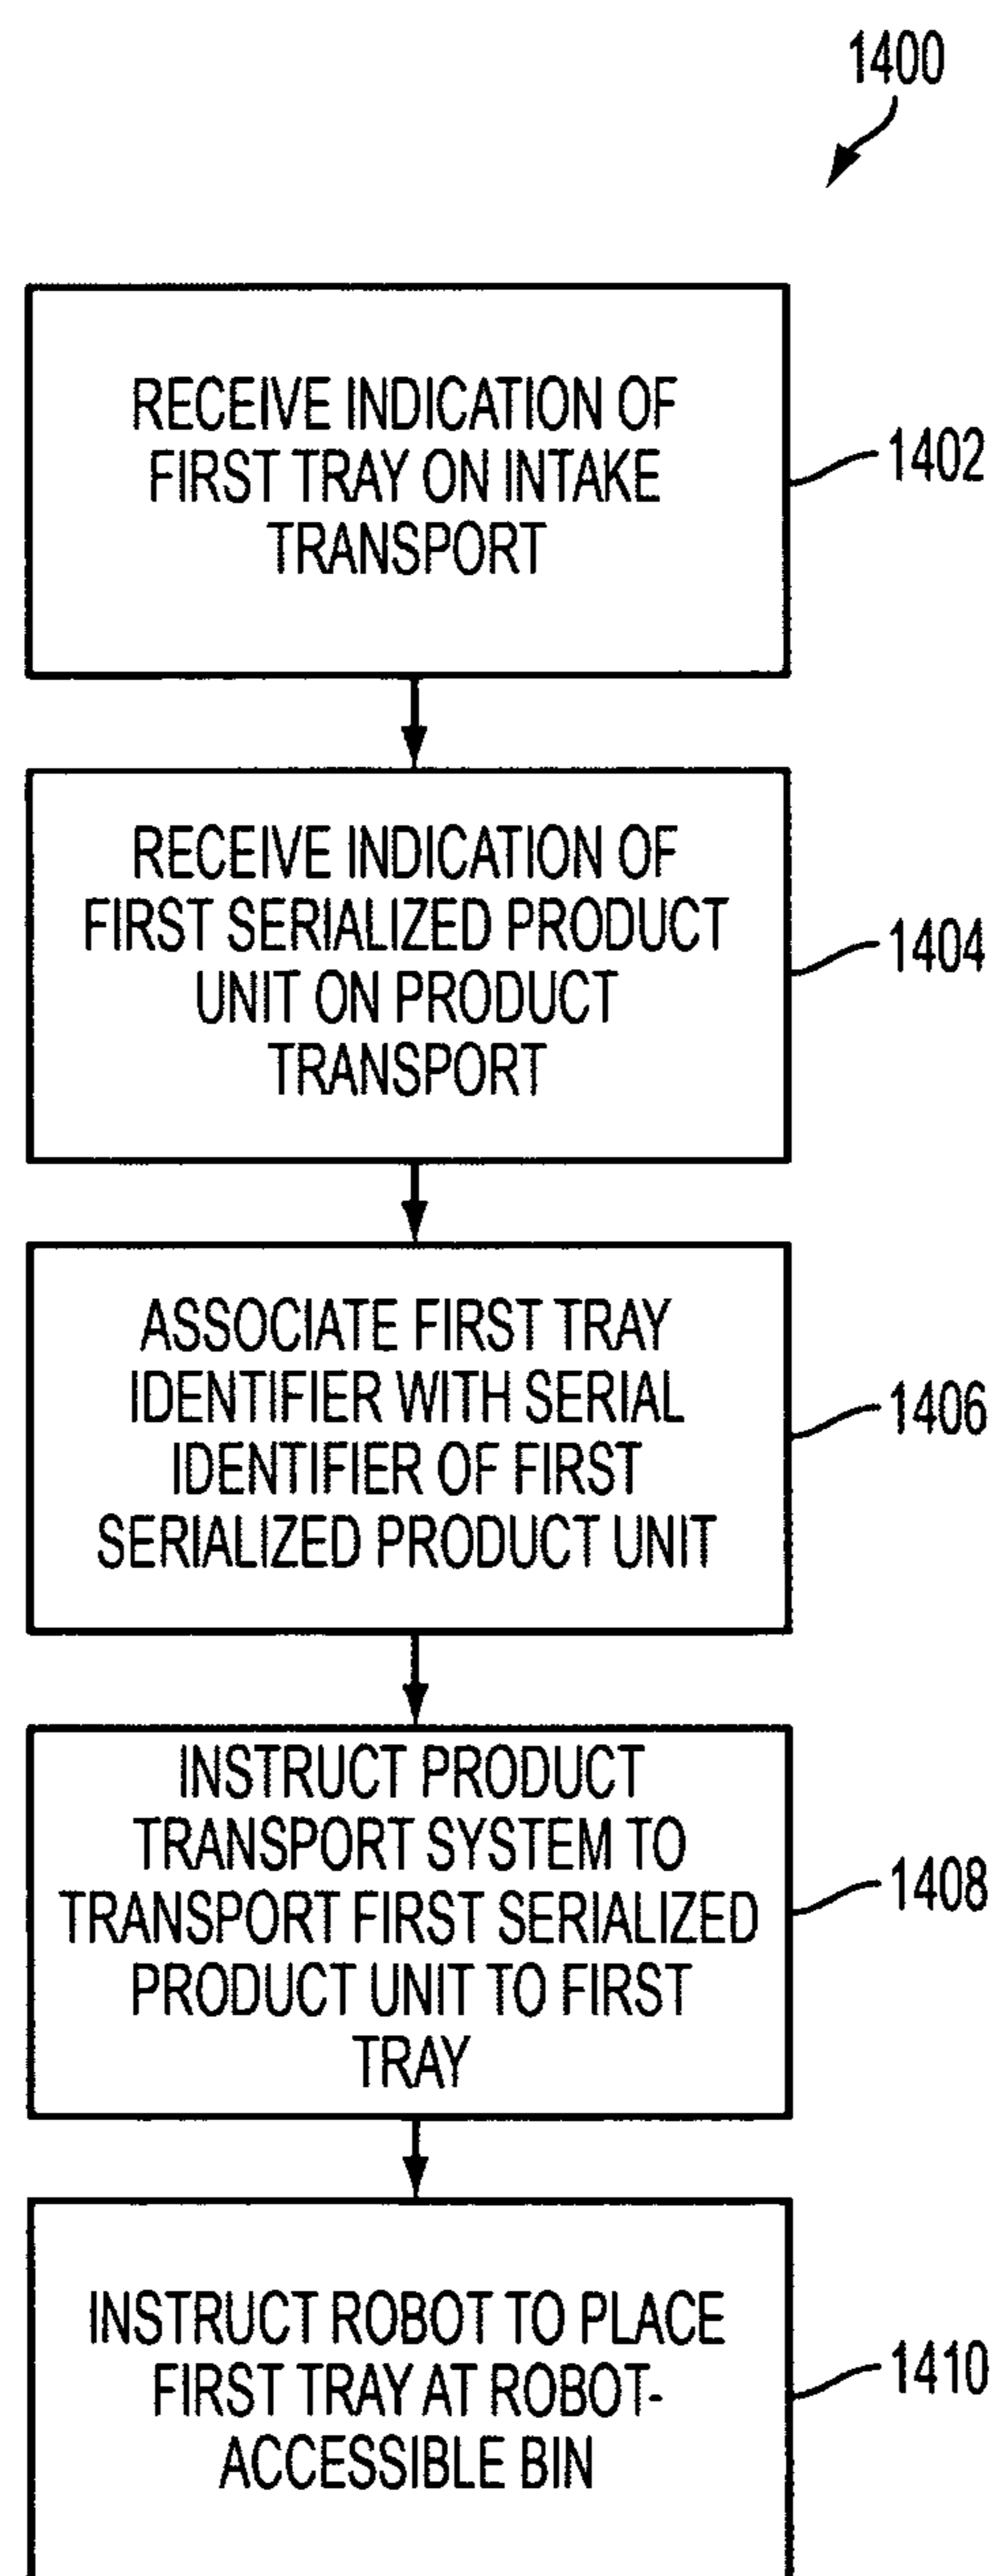 1400
RECEIVE INDICATION OF
FIRST TRAY ON INTAKE
TRANSPORT
1402
RECEIVE INDICATION OF
FIRST SERIALIZED PRODUCT
UNIT ON PRODUCT
TRANSPORT
1404
ASSOCIATE FIRST TRAY
IDENTIFIER WITH SERIAL
IDENTIFIER OF FIRST
SERIALIZED PRODUCT UNIT
1406
INSTRUCT PRODUCT
TRANSPORT SYSTEM TO
TRANSPORT FIRST SERIALIZED
PRODUCT UNIT TO FIRST
TRAY
1408
INSTRUCT ROBOT TO PLACE
FIRST TRAY AT ROBOT-
ACCESSIBLE BIN
1410